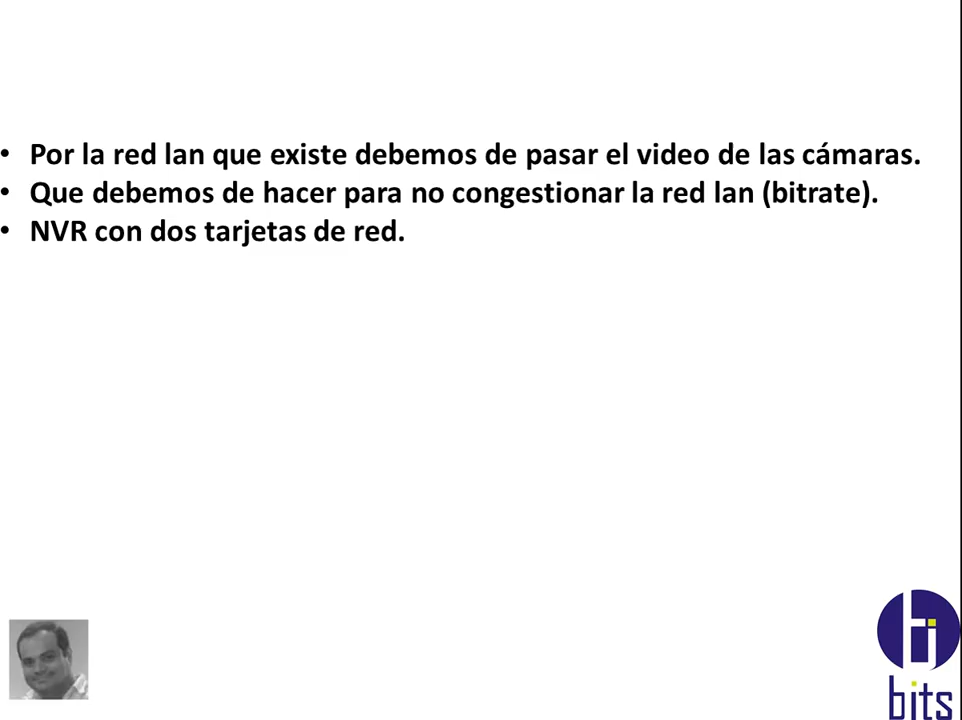 • Por la red lan que existe debemos de pasar el video de las cámaras.
• Que debemos de hacer para no congestionar la red lan (bitrate).
• NVR con dos tarjetas de red.
bits